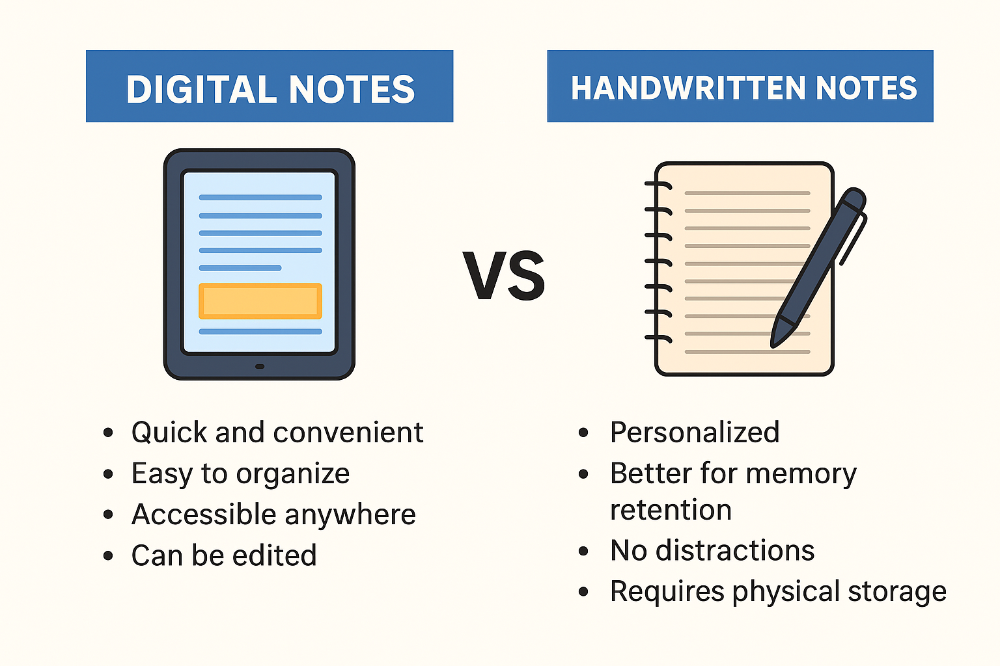 DIGITAL NOTES
HANDWRITTEN NOTES
VS
• Quick and convenient
• Easy to organize
• Accessible anywhere
• Can be edited
• Personalized
• Better for memory
retention
• No distractions
• Requires physical storage